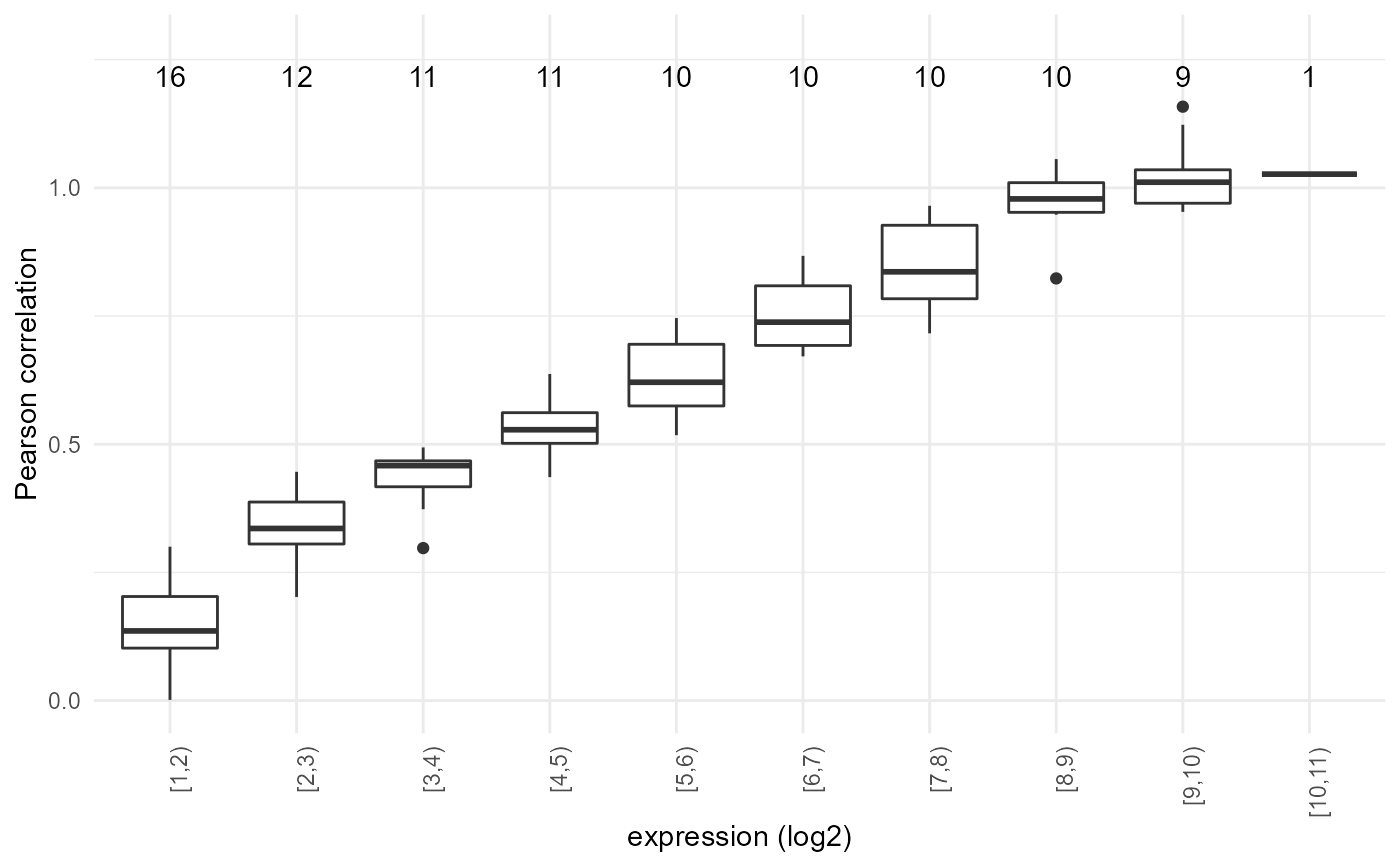 16 12 11 11 10 10 10 10 9 1
Pearson correlation
1.0
0.5
0.0
[1,2) [2,3) [3,4) [4,5) [5,6) [6,7) [7,8) [8,9) [9,10) [10,11)
expression (log2)